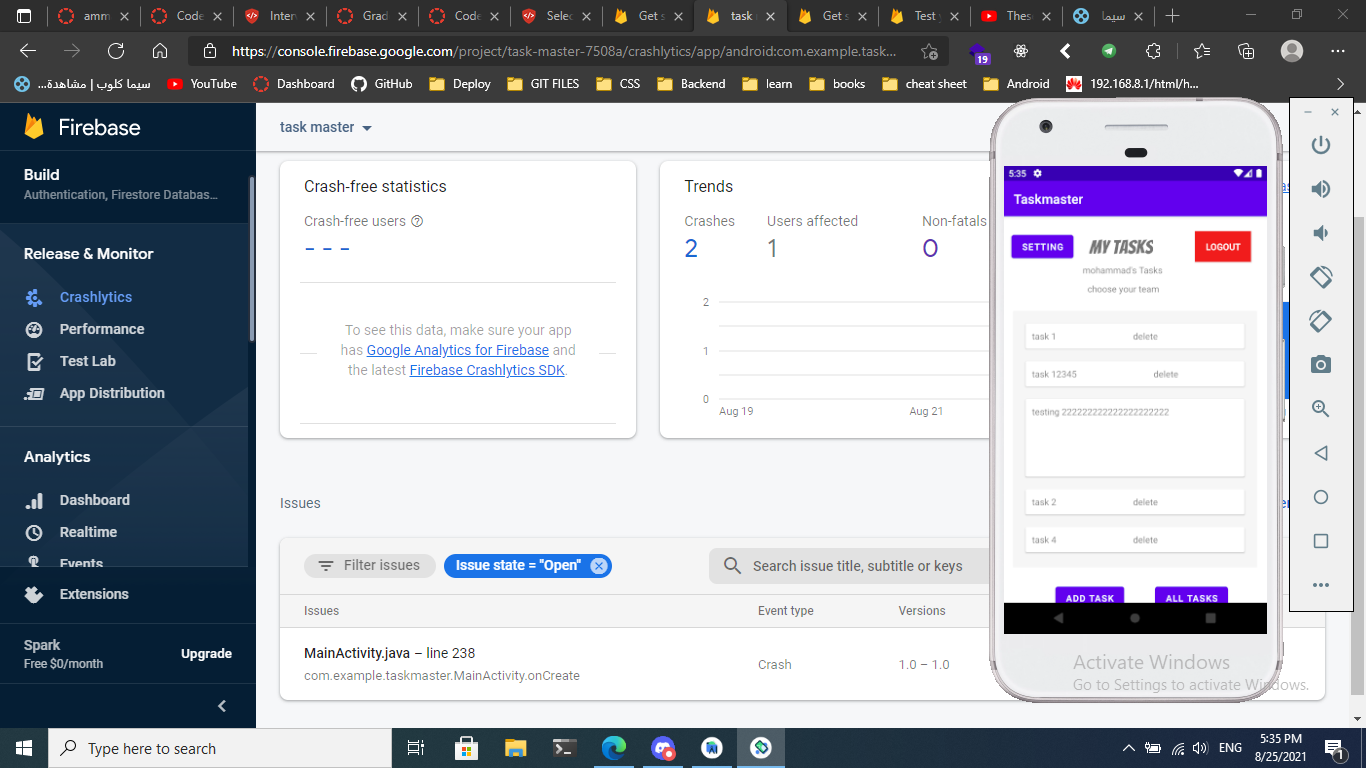 amm
Code
Inter
Grad
Code
Selec
Get s
task
Get s
Test
Thes
سيما
https://console.firebase.google.com/project/task-master-7508a/crashlytics/app/android:com.example.task...
19
سيما كلوب | مشاهدة...
YouTube
Dashboard
GitHub
Deploy
GIT FILES
CSS
Backend
learn
books
cheat sheet
Android
192.168.8.1/html/h...
Firebase
task master
Build
Authentication, Firestore Databas...
Release & Monitor
Crashlytics
Performance
Test Lab
App Distribution
Analytics
Dashboard
Realtime
Events
Extensions
Spark
Free $0/month
Upgrade
Crash-free statistics
Crash-free users
---
To see this data, make sure your app
has Google Analytics for Firebase and
the latest Firebase Crashlytics SDK.
Trends
Crashes
Users affected
Non-fatals
2
1
0
2
1
0
Aug 19
Aug 21
Issues
Filter issues
Issue state = "Open"
Search issue title, subtitle or keys
Issues
Event type
Versions
MainActivity.java – line 238
com.example.taskmaster.MainActivity.onCreate
Crash
1.0 – 1.0
5:35
Taskmaster
SETTING
MY TASKS
LOGOUT
mohammad's Tasks
choose your team
task 1 delete
task 12345 delete
testing 222222222222222222222
task 2 delete
task 4 delete
ADD TASK
ALL TASKS
Activate Windows
Go to Settings to activate Windows.
Type here to search
ENG
5:35 PM
8/25/2021
1